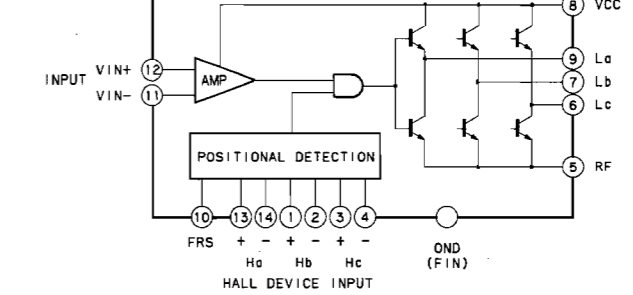 8 VCC
12 VIN+
INPUT
11 VIN-
AMP
9 La
7 Lb
6 Lc
POSITIONAL DETECTION
5 RF
10 13 14 1 2 3 4
FRS + - + - + -
Ha Hb Hc
HALL DEVICE INPUT
OND
(FIN)